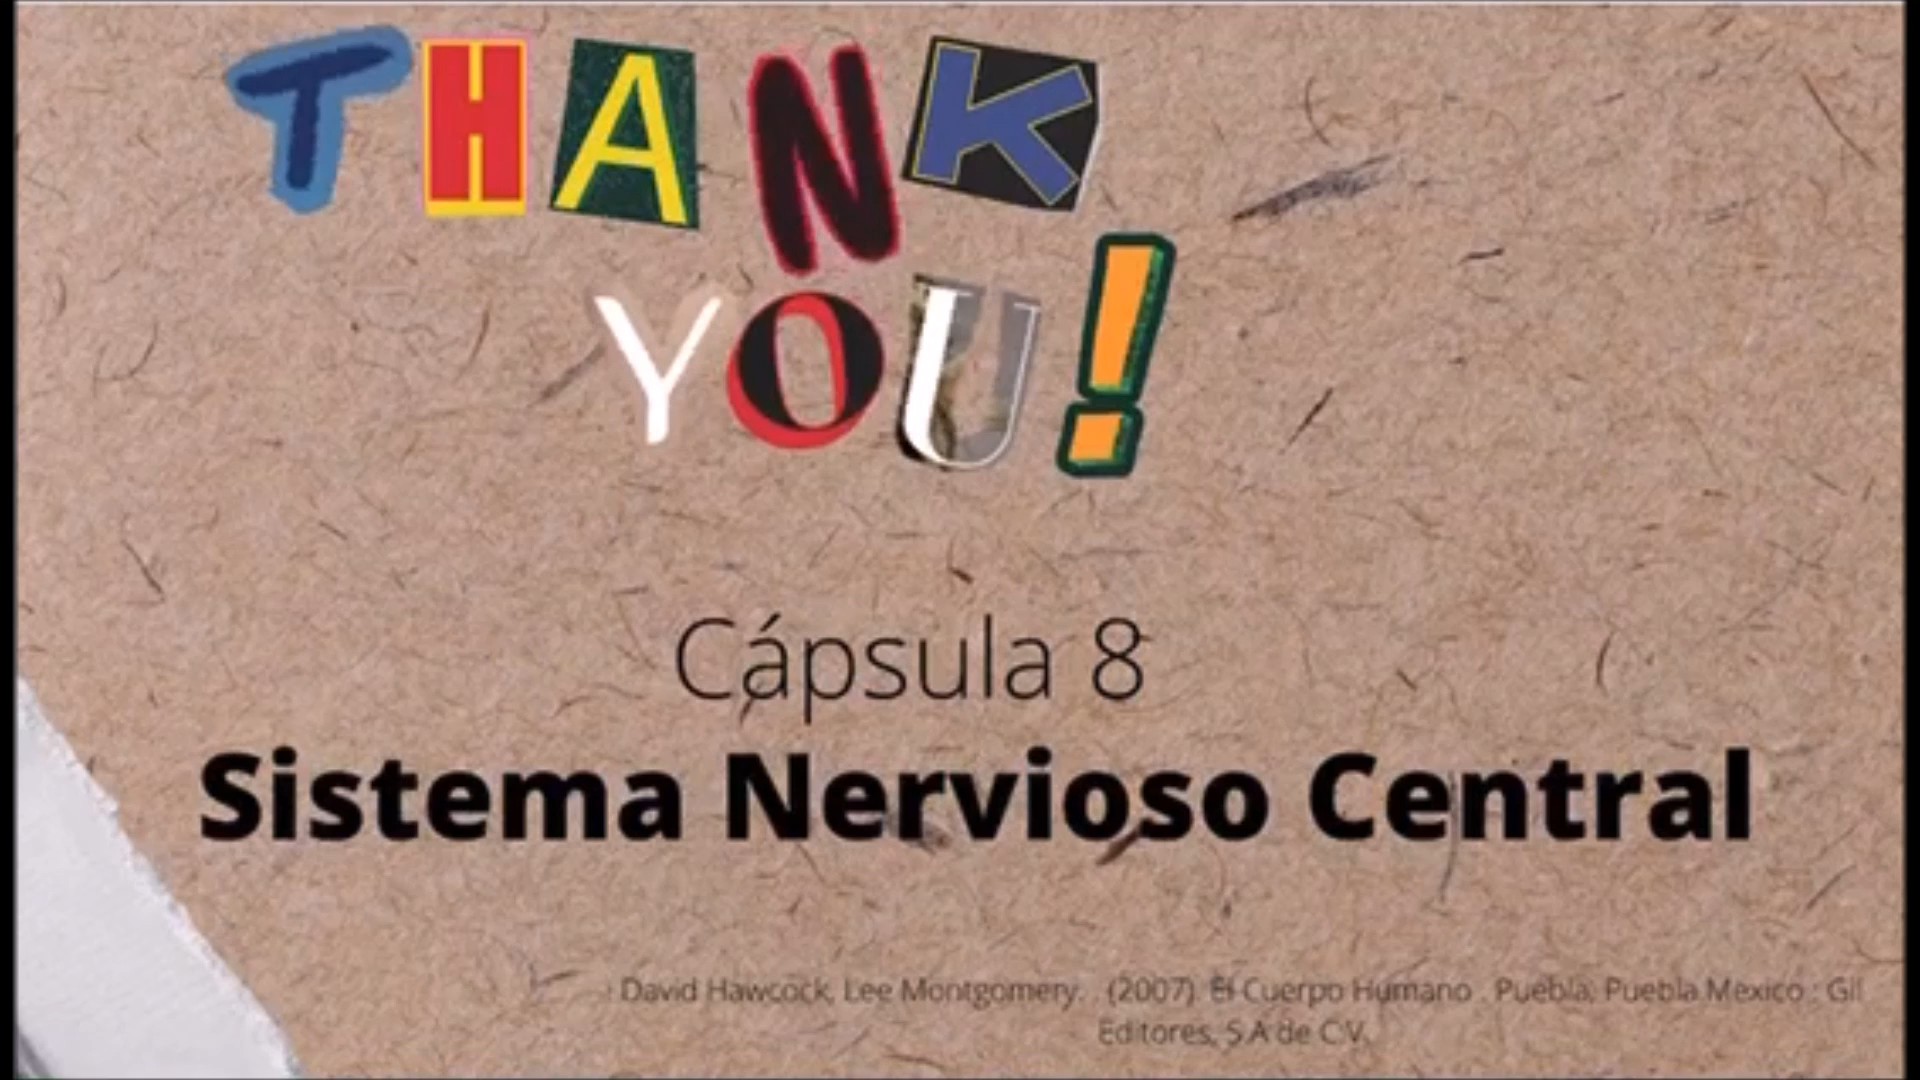 THANK
YOU!
Cápsula 8
Sistema Nervioso Central
David Hawcock, Lee Montgomery. (2007). El Cuerpo Humano . Puebla, Puebla Mexico : Gil
Editores, S.A de C.V.